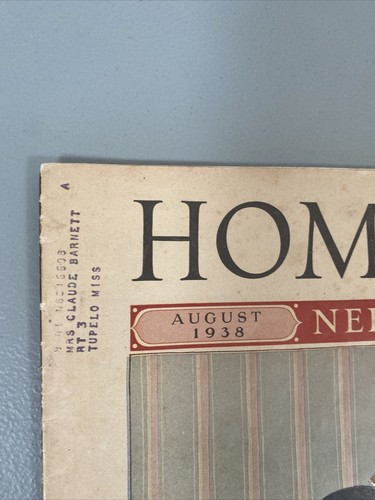 A
MRS CLAUDE BARNETT
RT 3
TUPELO MISS
HOM
AUGUST
1938
NE